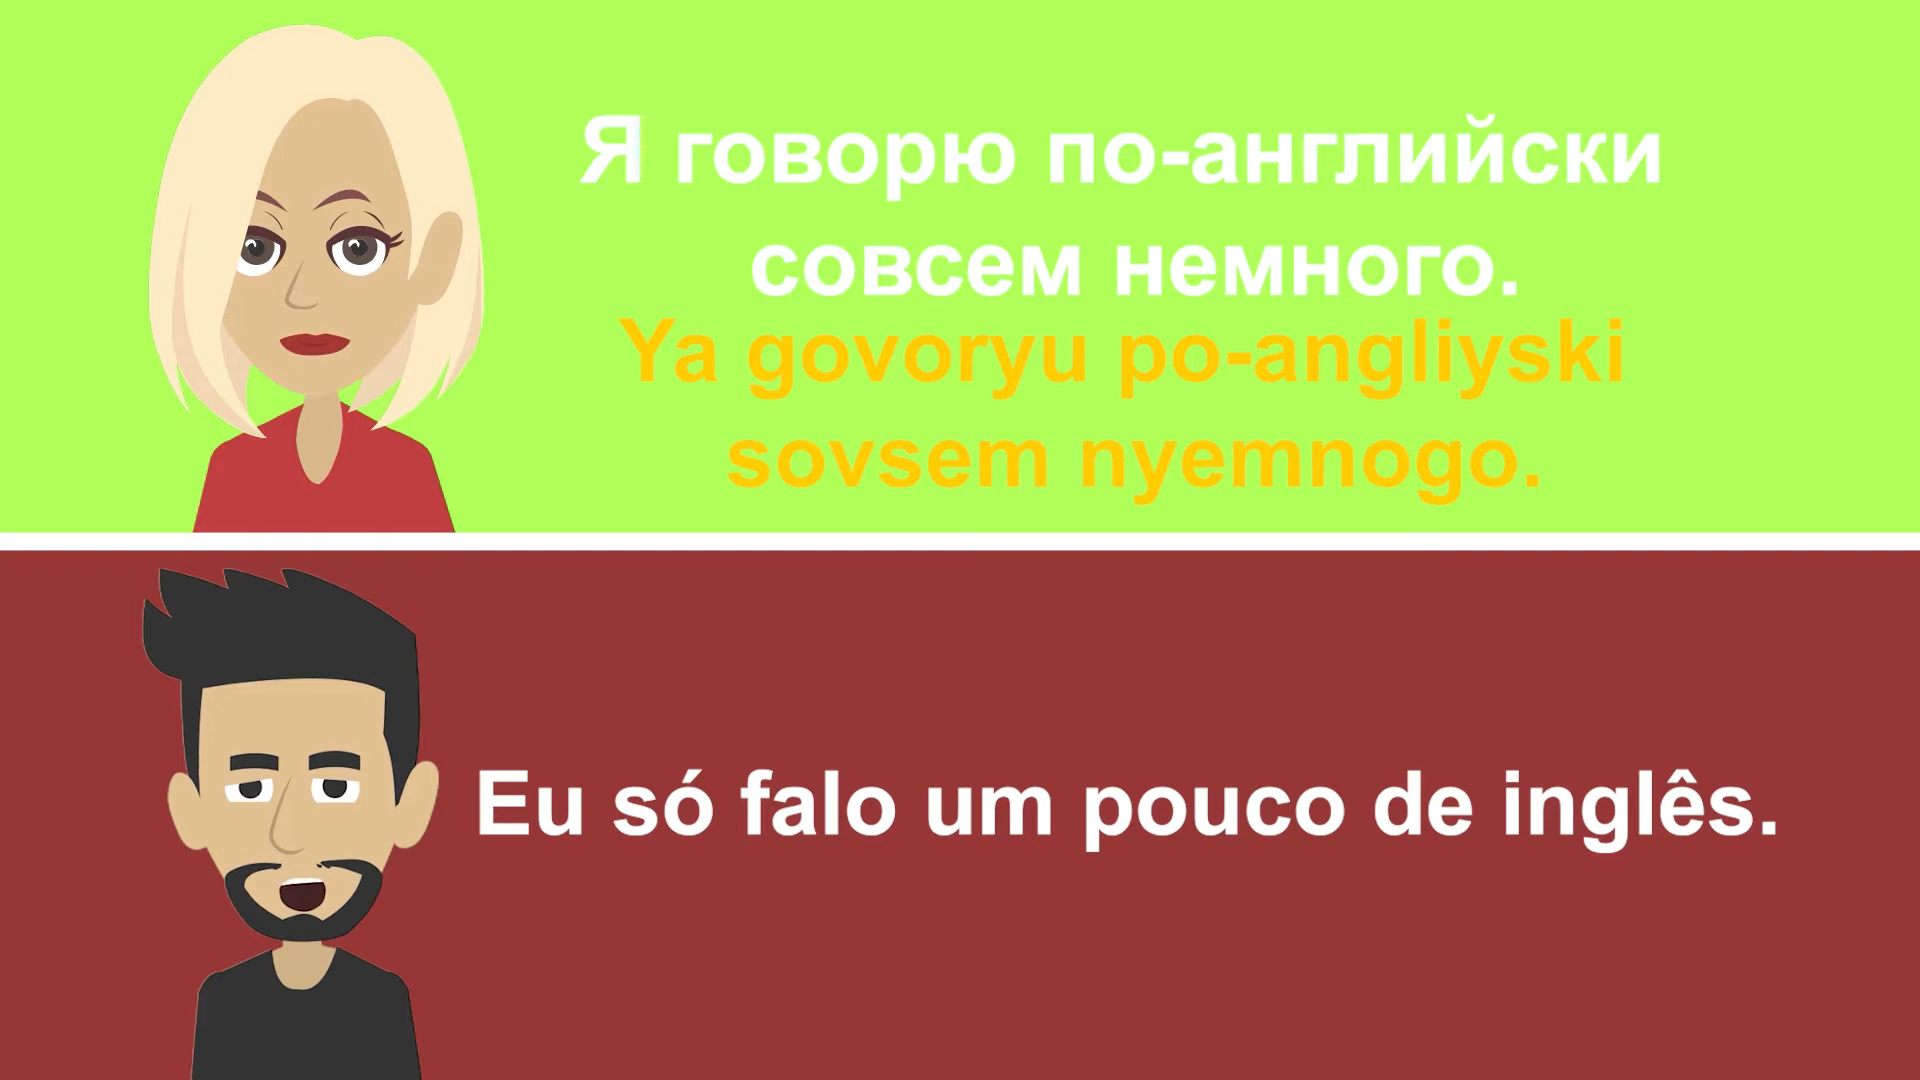 Я говорю по-английски
совсем немного.
Ya govoryu po-angliyski
sovsem nyemnogo.
Eu só falo um pouco de inglês.